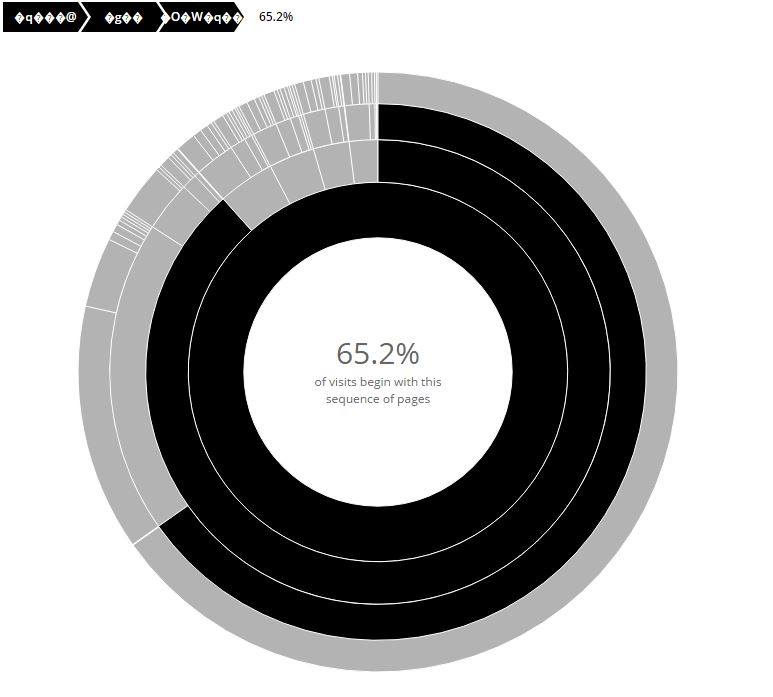 �q���@
�g��
�O�W�q��
65.2%
65.2%
of visits begin with this
sequence of pages